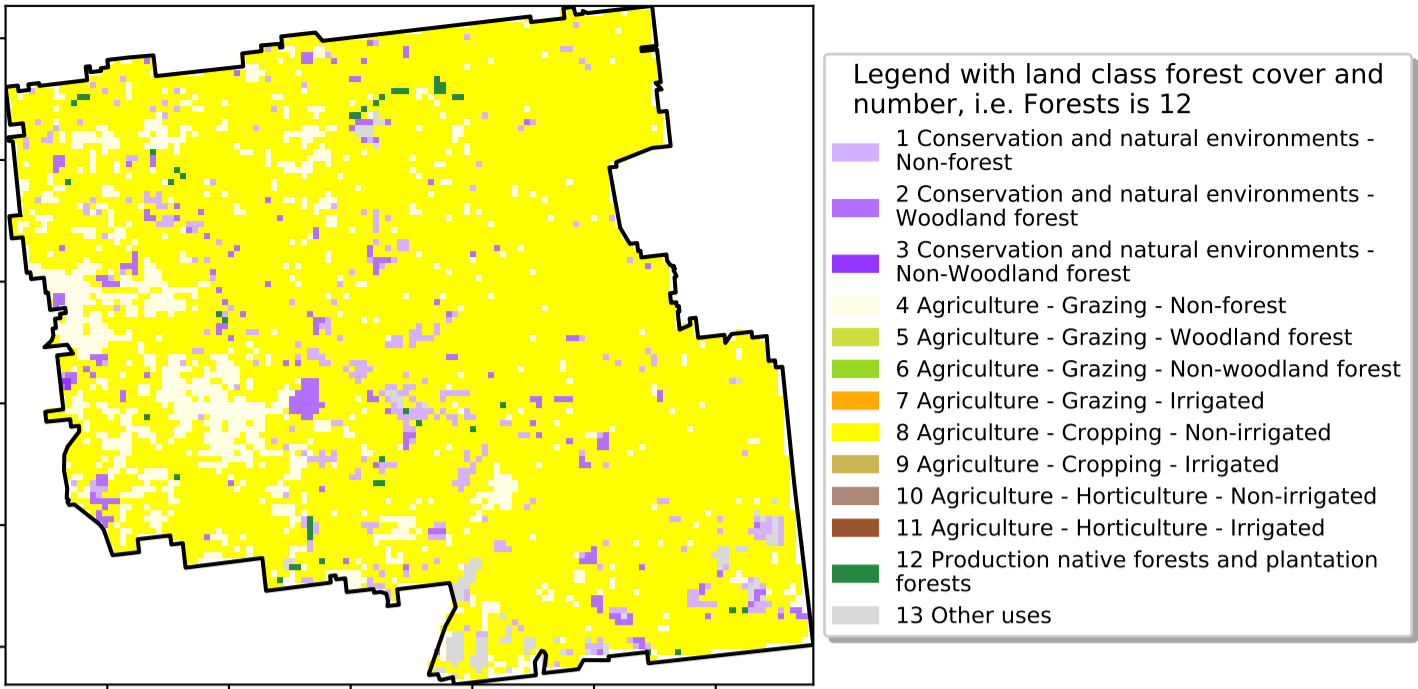 Legend with land class forest cover and
number, i.e. Forests is 12
1 Conservation and natural environments -
Non-forest
2 Conservation and natural environments -
Woodland forest
3 Conservation and natural environments -
Non-Woodland forest
4 Agriculture - Grazing - Non-forest
5 Agriculture - Grazing - Woodland forest
6 Agriculture - Grazing - Non-woodland forest
7 Agriculture - Grazing - Irrigated
8 Agriculture - Cropping - Non-irrigated
9 Agriculture - Cropping - Irrigated
10 Agriculture - Horticulture - Non-irrigated
11 Agriculture - Horticulture - Irrigated
12 Production native forests and plantation
forests
13 Other uses